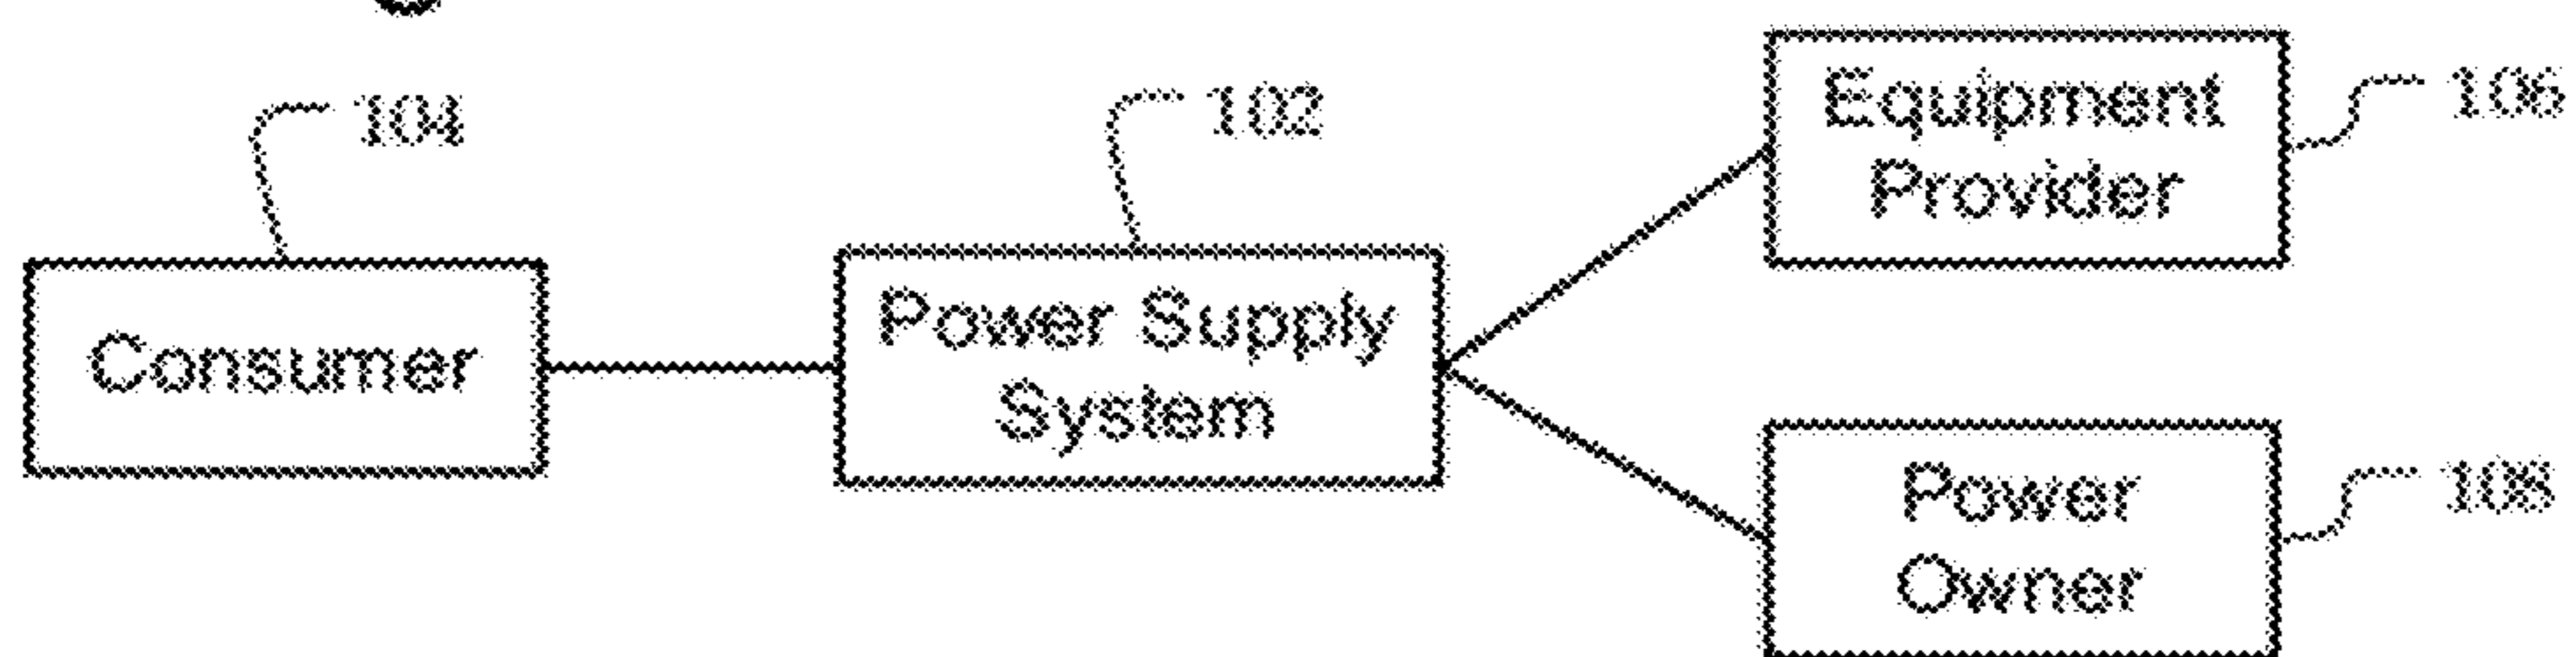 104
102
Equipment
Provider
106
Consumer
Power Supply
System
Power
Owner
108